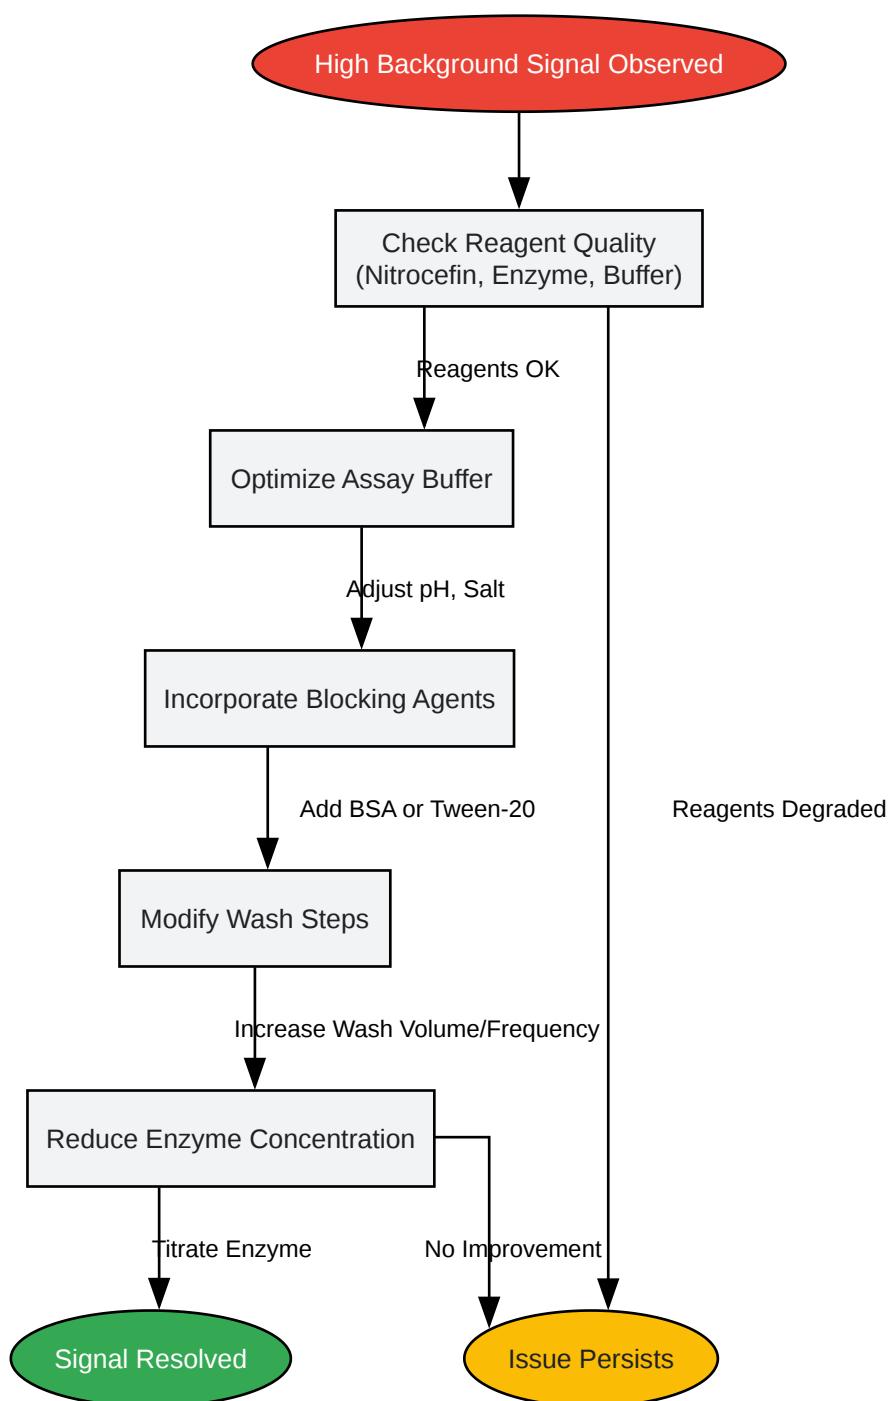 High Background Signal Observed
Check Reagent Quality
(Nitrocefin, Enzyme, Buffer)
Reagents OK
Optimize Assay Buffer
Adjust pH, Salt
Incorporate Blocking Agents
Add BSA or Tween-20
Reagents Degraded
Modify Wash Steps
Increase Wash Volume/Frequency
Reduce Enzyme Concentration
Titrate Enzyme
No Improvement
Signal Resolved
Issue Persists